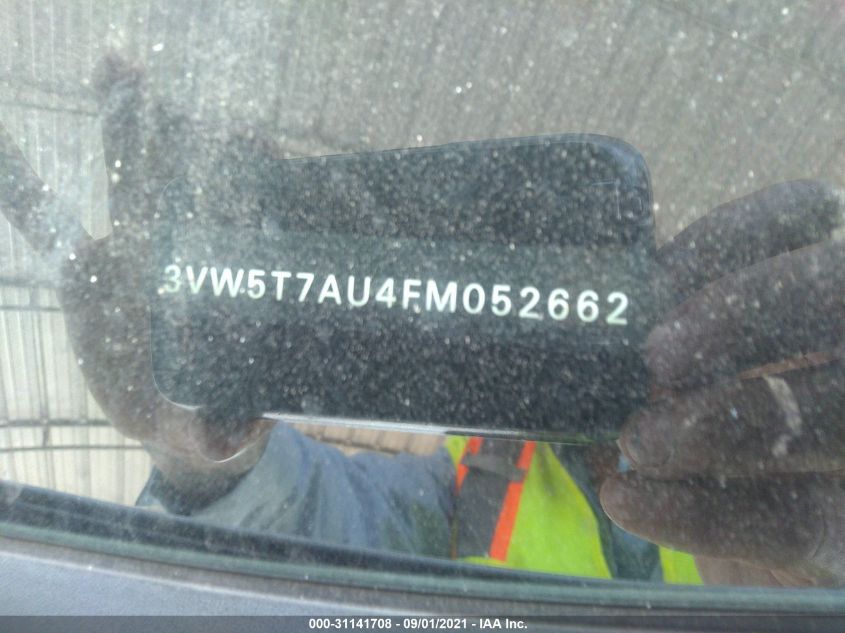 3VW5T7AU4FM052662
000-31141708 - 09/01/2021 - IAA Inc.